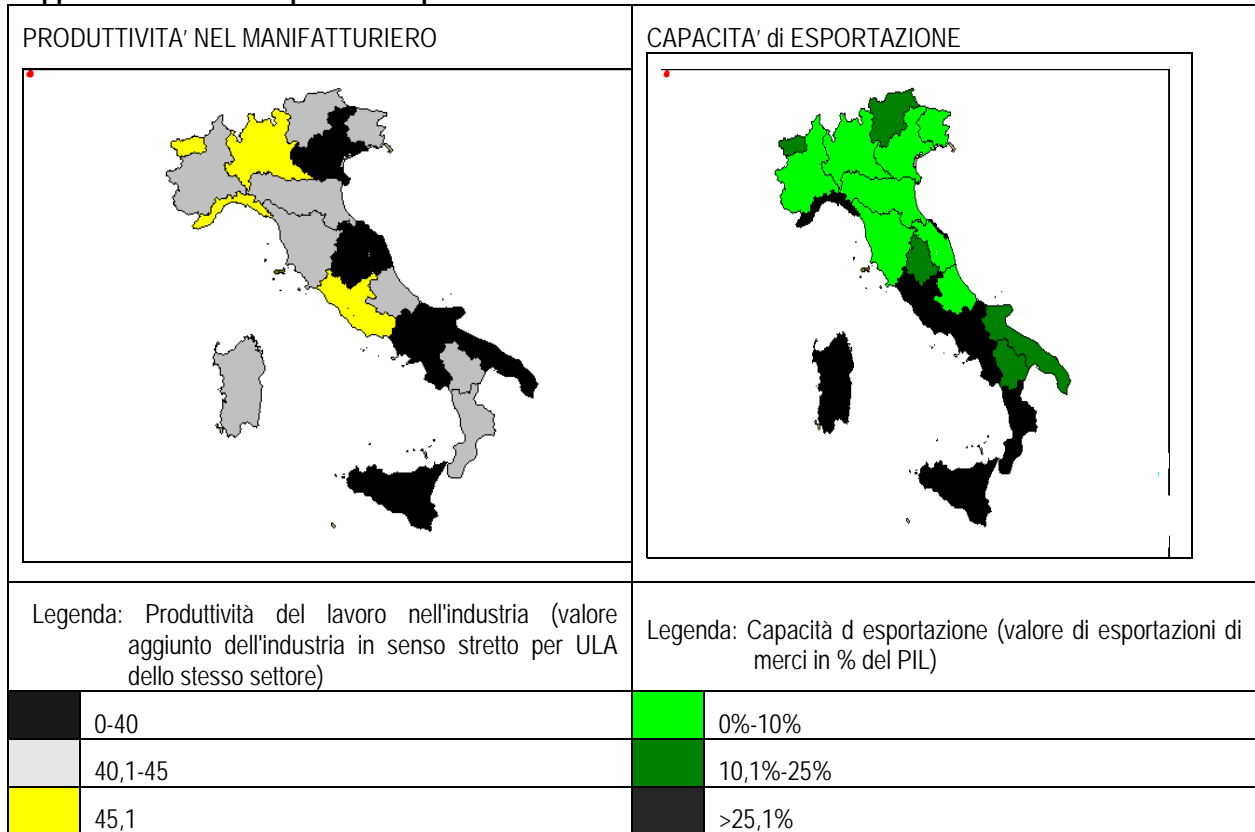 PRODUTTIVITA’ NEL MANIFATTURIERO
CAPACITA’ di ESPORTAZIONE
Legenda: Produttività del lavoro nell'industria (valore
aggiunto dell'industria in senso stretto per ULA
dello stesso settore)
Legenda: Capacità d esportazione (valore di esportazioni di
merci in % del PIL)
0-40
0%-10%
40,1-45
10,1%-25%
45,1
>25,1%